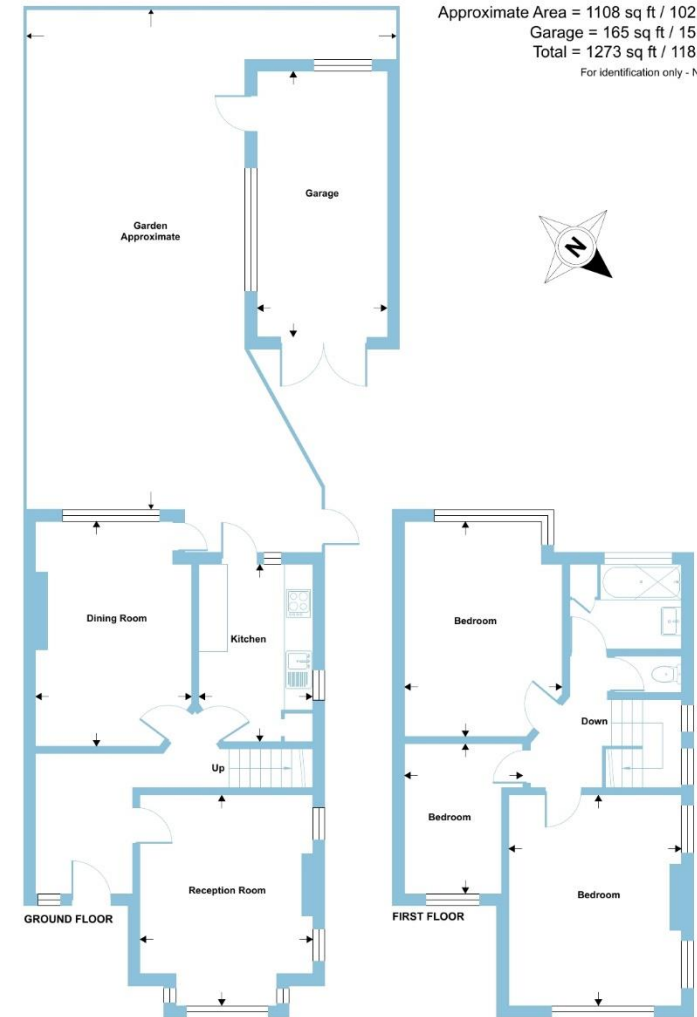 Approximate Area = 1108 sq ft / 102
Garage = 165 sq ft / 15
Total = 1273 sq ft / 118
For identification only - N
Garage
Garden
Approximate
N
Dining Room
Kitchen
Up
Reception Room
GROUND FLOOR
Bedroom
Down
Bedroom
Bedroom
FIRST FLOOR